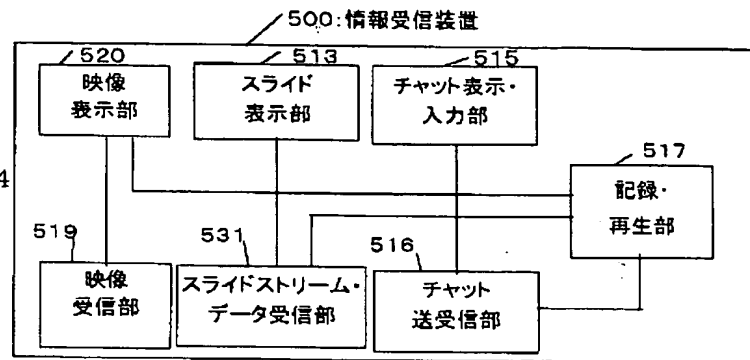 500:情報受信装置
520
513
515
映像
表示部
スライド
表示部
チャット表示・
入力部
517
記録・
再生部
4
519
531
516
映像
受信部
スライドストリーム・
データ受信部
チャット
送受信部